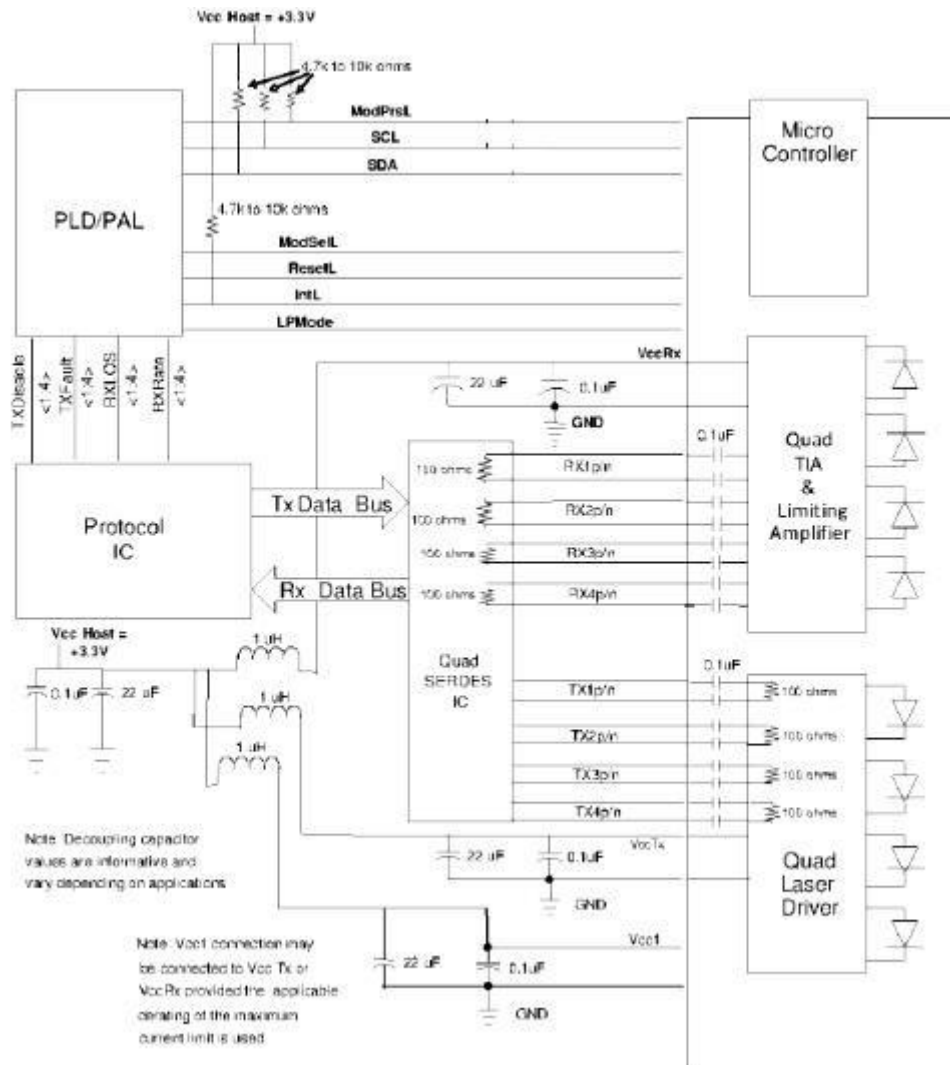 Vcc Host = +3.3V
4.7k to 10k ohms
ModPrsL
SCL
SDA
PLD/PAL
4.7k to 10k ohms
ModSelL
ResetL
IntL
LPMode
Micro
Controller
TXDisable
<1:4>
TXFault
<1:4>
RXLOS
<1:4>
RXRate
<1:4>
VccRx
22 uF
0.1uF
GND
0.1uF
Quad
TIA
&
Limiting
Amplifier
100 ohms
RX1p/n
100 ohms
RX2p/n
100 ohms
RX3p/n
100 ohms
RX4p/n
Tx Data Bus
Protocol
IC
Rx Data Bus
Vcc Host =
+3.3V
0.1uF
22 uF
1 uH
1 uH
1 uH
Quad
SERDES
IC
0.1uF
TX1p/n
100 ohms
TX2p/n
100 ohms
TX3p/n
100 ohms
TX4p/n
100 ohms
VccTx
22 uF
0.1uF
GND
Quad
Laser
Driver
Note: Decoupling capacitor
values are informative and
vary depending on applications
Note: Vcc1 connection may
be connected to Vcc Tx or
Vcc Rx provided the applicable
derating of the maximum
current limit is used
22 uF
0.1uF
Vcc1
GND